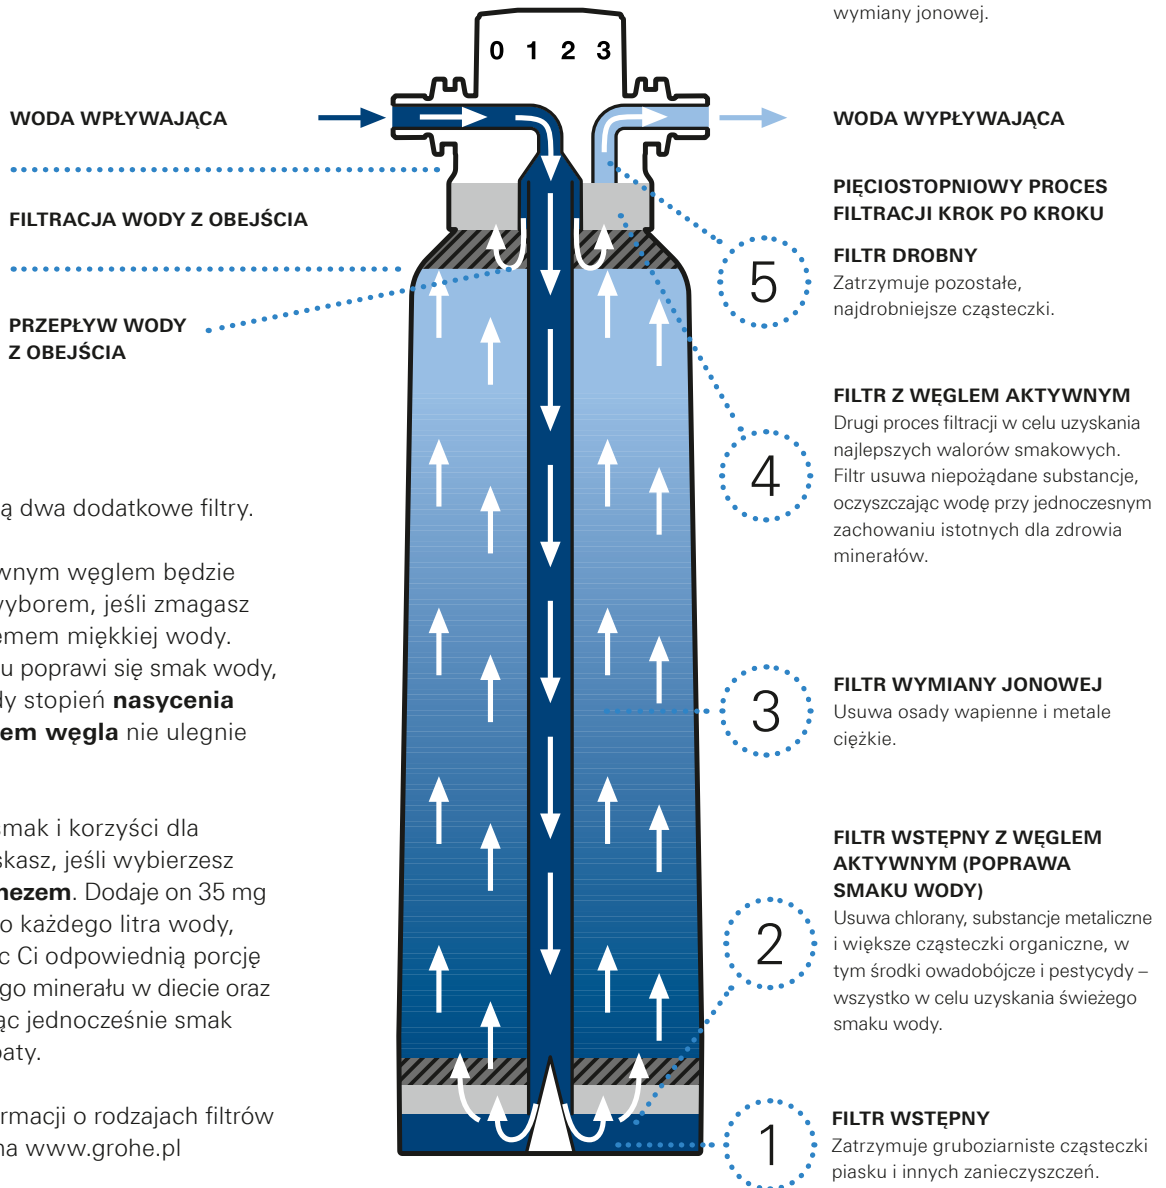 wymiany jonowej.
0 1 2 3
WODA WPŁYWAJĄCA
FILTRACJA WODY Z OBEJŚCIA
PRZEPŁYW WODY
Z OBEJŚCIA
ą dwa dodatkowe filtry.
wnym węglem będzie
wyborem, jeśli zmagasz
emem miękkiej wody.
u poprawi się smak wody,
dy stopień nasycenia
em węgla nie ulegnie
smak i korzyści dla
skasz, jeśli wybierzesz
nezem. Dodaje on 35 mg
o każdego litra wody,
c Ci odpowiednią porcję
go minerału w diecie oraz
ąc jednocześnie smak
baty.
rmacji o rodzajach filtrów
na www.grohe.pl
WODA WYPŁYWAJĄCA
PIĘCIOSTOPNIOWY PROCES
FILTRACJI KROK PO KROKU
5
FILTR DROBNY
Zatrzymuje pozostałe,
najdrobniejsze cząsteczki.
4
FILTR Z WĘGLEM AKTYWNYM
Drugi proces filtracji w celu uzyskania
najlepszych walorów smakowych.
Filtr usuwa niepożądane substancje,
oczyszczając wodę przy jednoczesnym
zachowaniu istotnych dla zdrowia
minerałów.
3
FILTR WYMIANY JONOWEJ
Usuwa osady wapienne i metale
ciężkie.
2
FILTR WSTĘPNY Z WĘGLEM
AKTYWNYM (POPRAWA
SMAKU WODY)
Usuwa chlorany, substancje metaliczne
i większe cząsteczki organiczne, w
tym środki owadobójcze i pestycydy –
wszystko w celu uzyskania świeżego
smaku wody.
1
FILTR WSTĘPNY
Zatrzymuje gruboziarniste cząsteczki
piasku i innych zanieczyszczeń.